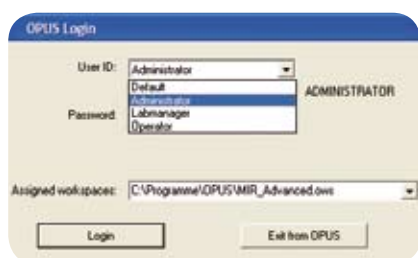 OPUS Login
User ID: Administrator
Default
Administrator ADMINISTRATOR
Labmanager
Password: Operator
Assigned workspaces: C:\Programme\OPUS\MIR_Advanced.ows
Login Exit from OPUS